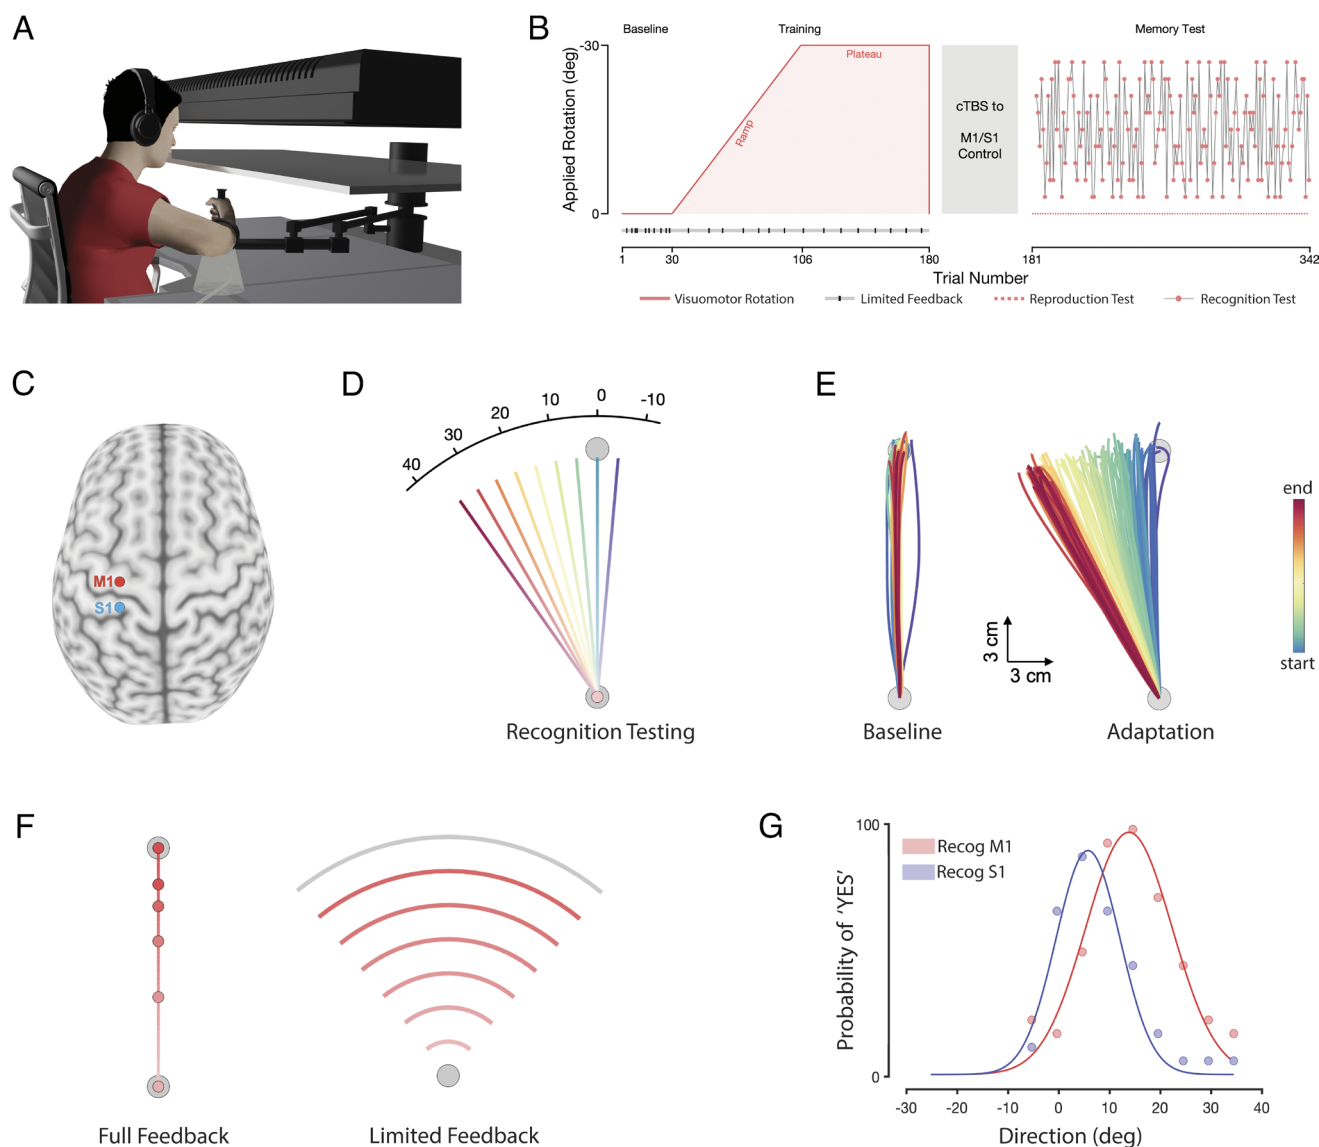 A
B
Baseline
Training
Memory Test
Applied Rotation (deg)
-30
0
Ramp
Plateau
cTBS to
M1/S1
Control
1
30
106
180
181
342
Trial Number
Visuomotor Rotation
Limited Feedback
Reproduction Test
Recognition Test
C
M1
S1
D
40
30
20
10
0
-10
Recognition Testing
E
3 cm
3 cm
end
start
Baseline
Adaptation
F
Full Feedback
Limited Feedback
G
Probability of ‘YES’
100
0
Recog M1
Recog S1
-30
-20
-10
0
10
20
30
40
Direction (deg)